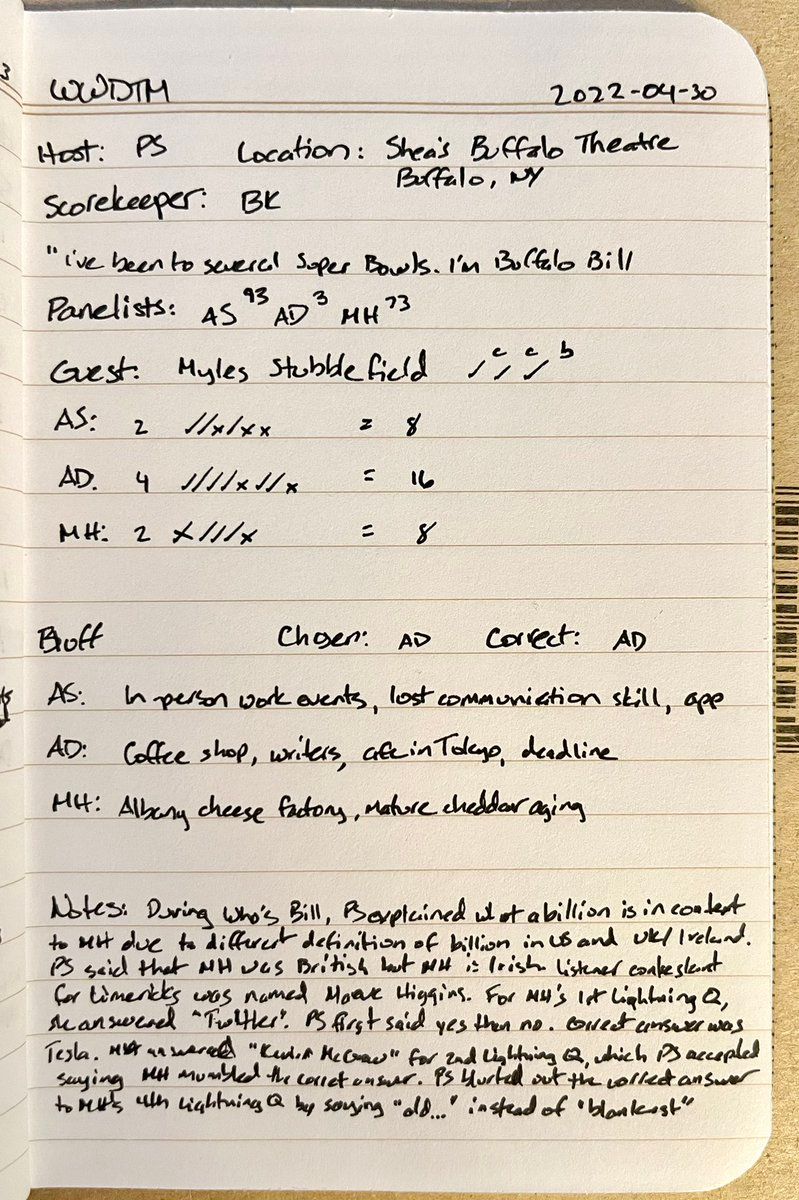 WWDTM 2022-04-30
Host: PS Location: Shea's Buffalo Theatre
Buffalo, NY
Scorekeeper: BK
"I've been to several Super Bowls. I'm Buffalo Bill
Panelists: AS 93 AD 3 MH 73
Guest: Myles Stubblefield ✓ c ✓ c ✓ b
AS: 2 //x/xx = 8
AD. 4 ////x//x = 16
MH: 2 x///x = 8
Bluff Chosen: AD Correct: AD
AS: In-person work events, lost communication skill, app
AD: Coffee shop, writers, cafe in Tokyo, deadline
MH: Albany cheese factory, mature cheddar aging
Notes: During Who's Bill, PS explained what a billion is in context
to MH due to different definition of billion in US and UK/Ireland.
PS said that MH was British but MH is Irish. Listener contestant
for Limericks was named Maeve Higgins. For MH's 1st Lightning Q,
she answered "Twitter". PS first said yes then no. Correct answer was
Tesla. MH answered "Kevin McCraw" for 2nd Lightning Q, which PS accepted
saying MH mumbled the correct answer. PS blurted out the correct answer
to MH's 4th Lightning Q by saying "old..." instead of "blankest"